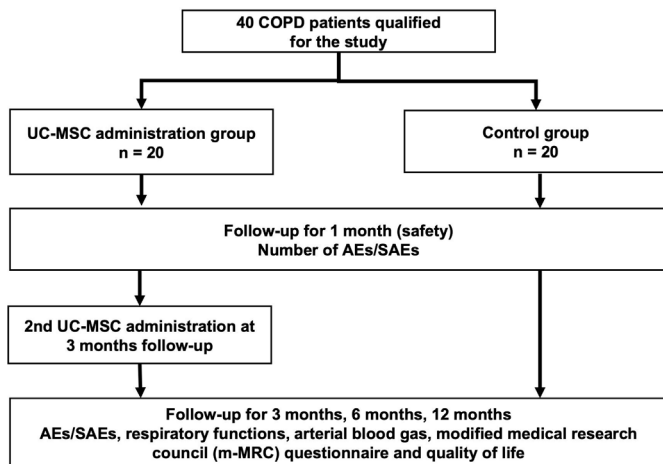 40 COPD patients qualified
for the study
UC-MSC administration group
n = 20
Control group
n = 20
Follow-up for 1 month (safety)
Number of AEs/SAEs
2nd UC-MSC administration at
3 months follow-up
Follow-up for 3 months, 6 months, 12 months
AEs/SAEs, respiratory functions, arterial blood gas, modified medical research
council (m-MRC) questionnaire and quality of life